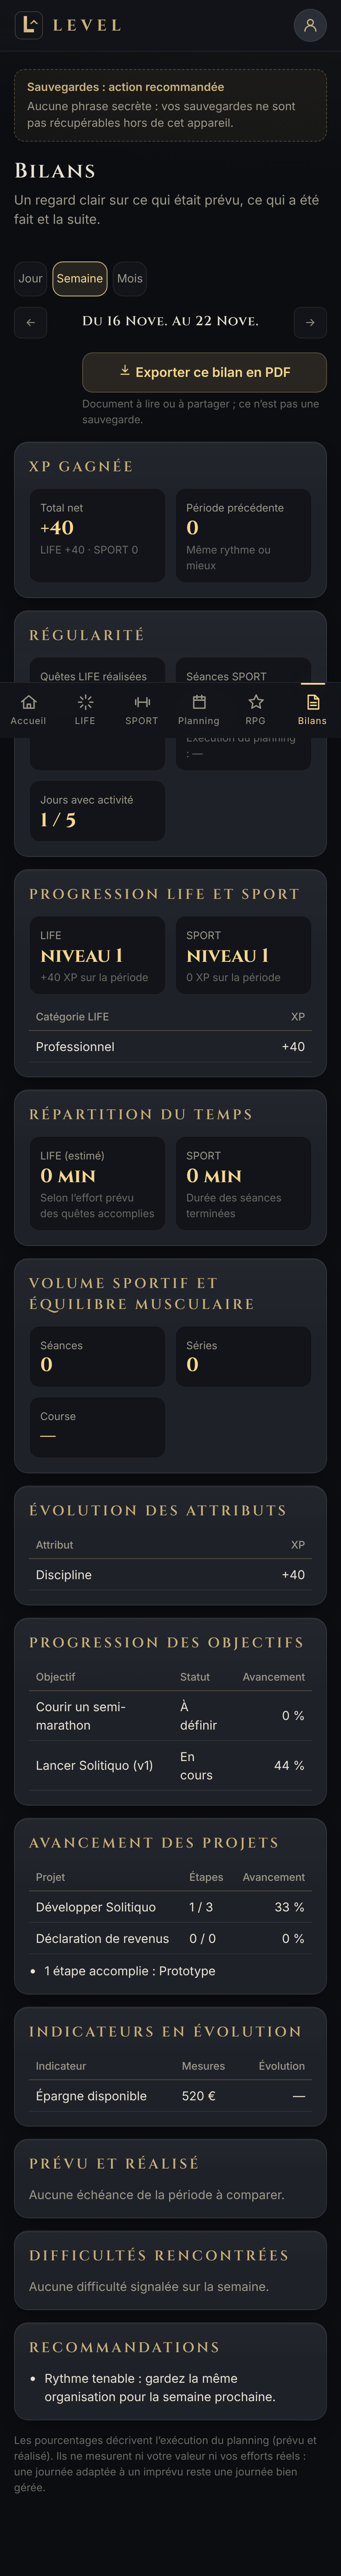 LEVEL
Sauvegardes : action recommandée
Aucune phrase secrète : vos sauvegardes ne sont
pas récupérables hors de cet appareil.
Bilans
Un regard clair sur ce qui était prévu, ce qui a été
fait et la suite.
Jour Semaine Mois
← Du 16 Nove. Au 22 Nove. →
Exporter ce bilan en PDF
Document à lire ou à partager ; ce n’est pas une
sauvegarde.
XP GAGNÉE
Total net
+40
LIFE +40 · SPORT 0
Période précédente
0
Même rythme ou
mieux
RÉGULARITÉ
Quêtes LIFE réalisées
Séances SPORT
Accueil LIFE SPORT Planning RPG Bilans
Exécution du planning
: —
Jours avec activité
1 / 5
PROGRESSION LIFE ET SPORT
LIFE
NIVEAU 1
+40 XP sur la période
SPORT
NIVEAU 1
0 XP sur la période
Catégorie LIFE XP
Professionnel +40
RÉPARTITION DU TEMPS
LIFE (estimé)
0 MIN
Selon l’effort prévu
des quêtes accomplies
SPORT
0 MIN
Durée des séances
terminées
VOLUME SPORTIF ET
ÉQUILIBRE MUSCULAIRE
Séances
0
Séries
0
Course
—
ÉVOLUTION DES ATTRIBUTS
Attribut XP
Discipline +40
PROGRESSION DES OBJECTIFS
Objectif Statut Avancement
Courir un semi-
marathon
À
définir
0 %
Lancer Solitiquo (v1)
En
cours
44 %
AVANCEMENT DES PROJETS
Projet Étapes Avancement
Développer Solitiquo 1 / 3 33 %
Déclaration de revenus 0 / 0 0 %
• 1 étape accomplie : Prototype
INDICATEURS EN ÉVOLUTION
Indicateur Mesures Évolution
Épargne disponible 520 € —
PRÉVU ET RÉALISÉ
Aucune échéance de la période à comparer.
DIFFICULTÉS RENCONTRÉES
Aucune difficulté signalée sur la semaine.
RECOMMANDATIONS
• Rythme tenable : gardez la même
organisation pour la semaine prochaine.
Les pourcentages décrivent l’exécution du planning (prévu et
réalisé). Ils ne mesurent ni votre valeur ni vos efforts réels :
une journée adaptée à un imprévu reste une journée bien
gérée.